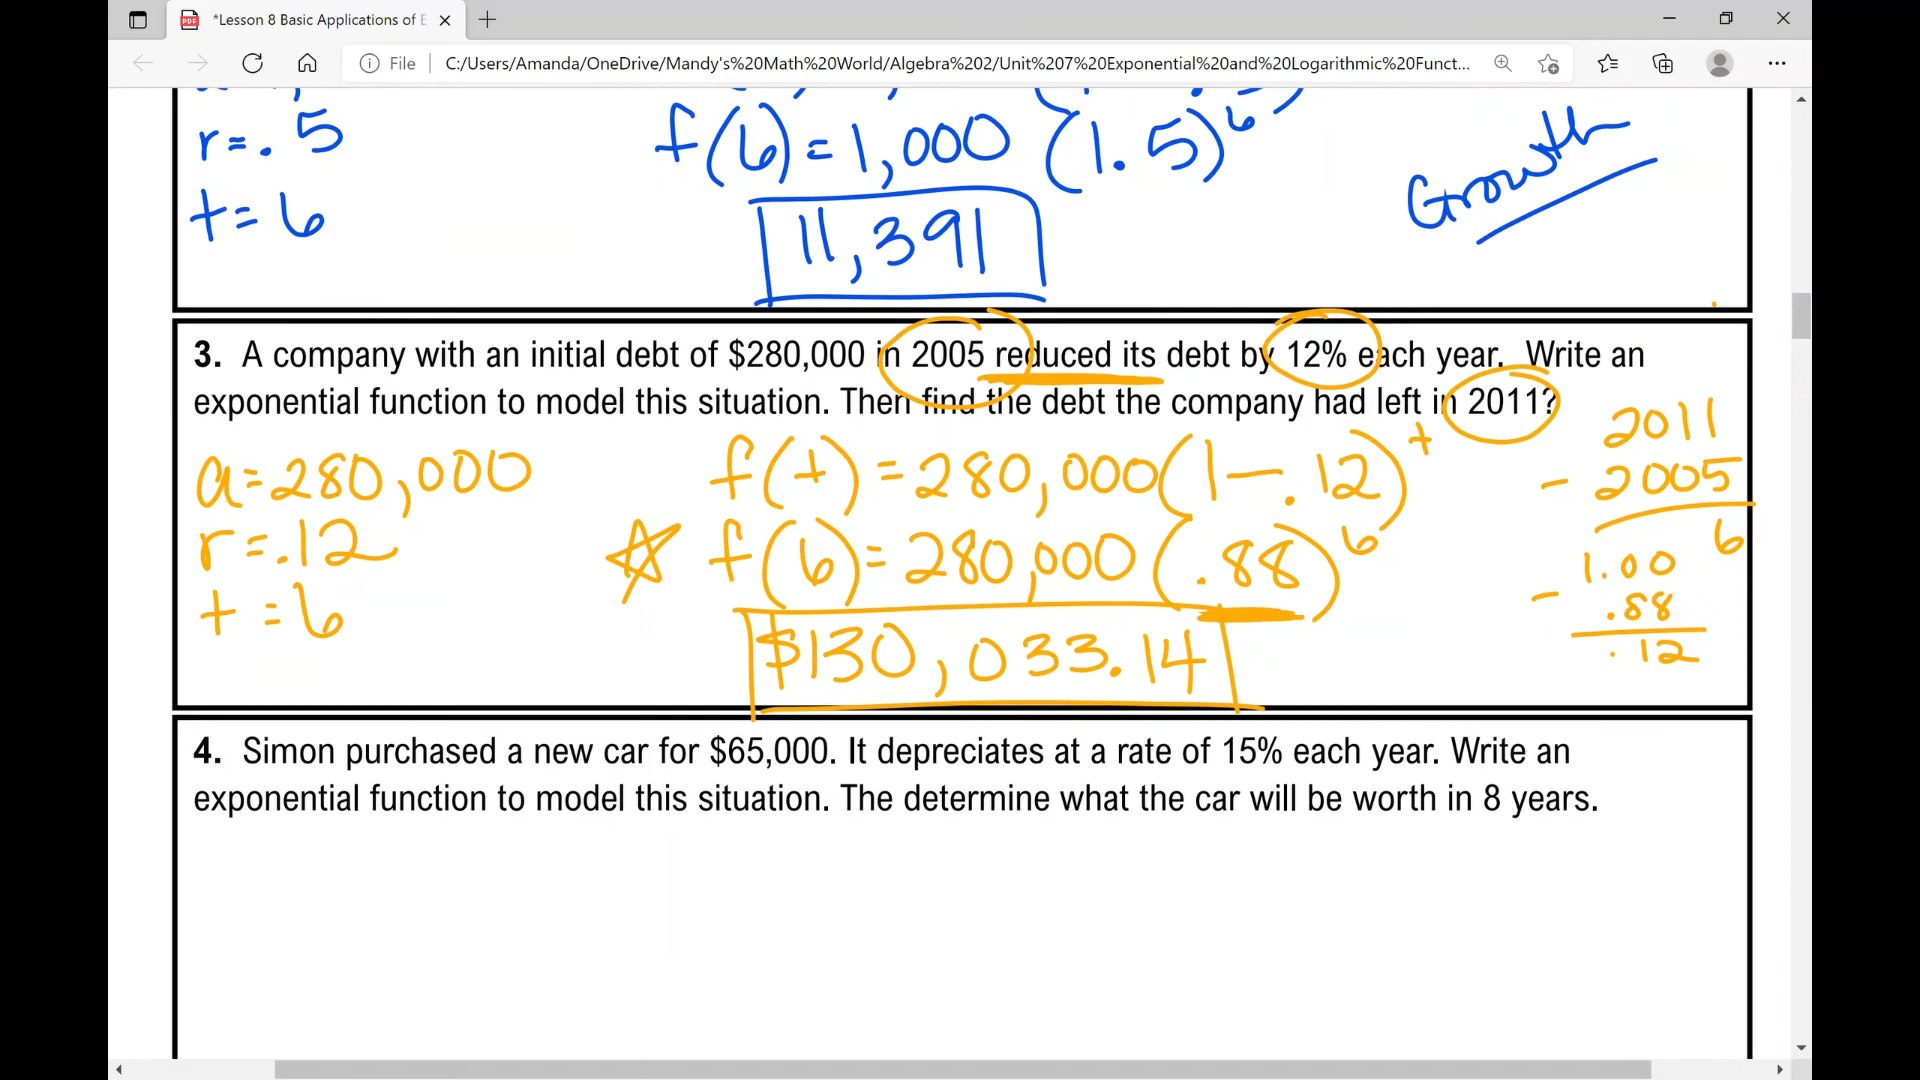 *Lesson 8 Basic Applications of E
File
C:/Users/Amanda/OneDrive/Mandy's%20Math%20World/Algebra%202/Unit%207%20Exponential%20and%20Logarithmic%20Funct...
r=.5
f(6)=1,000(1.5)^6
Growth
t=6
11,391
3. A company with an initial debt of $280,000 in 2005 reduced its debt by 12% each year. Write an
exponential function to model this situation. Then find the debt the company had left in 2011?
2011
a=280,000
f(t)=280,000(1-.12)^t
-2005
6
r=.12
f(6)=280,000(.88)^6
1.00
-.88
.12
t=6
$130,033.14
4. Simon purchased a new car for $65,000. It depreciates at a rate of 15% each year. Write an
exponential function to model this situation. The determine what the car will be worth in 8 years.